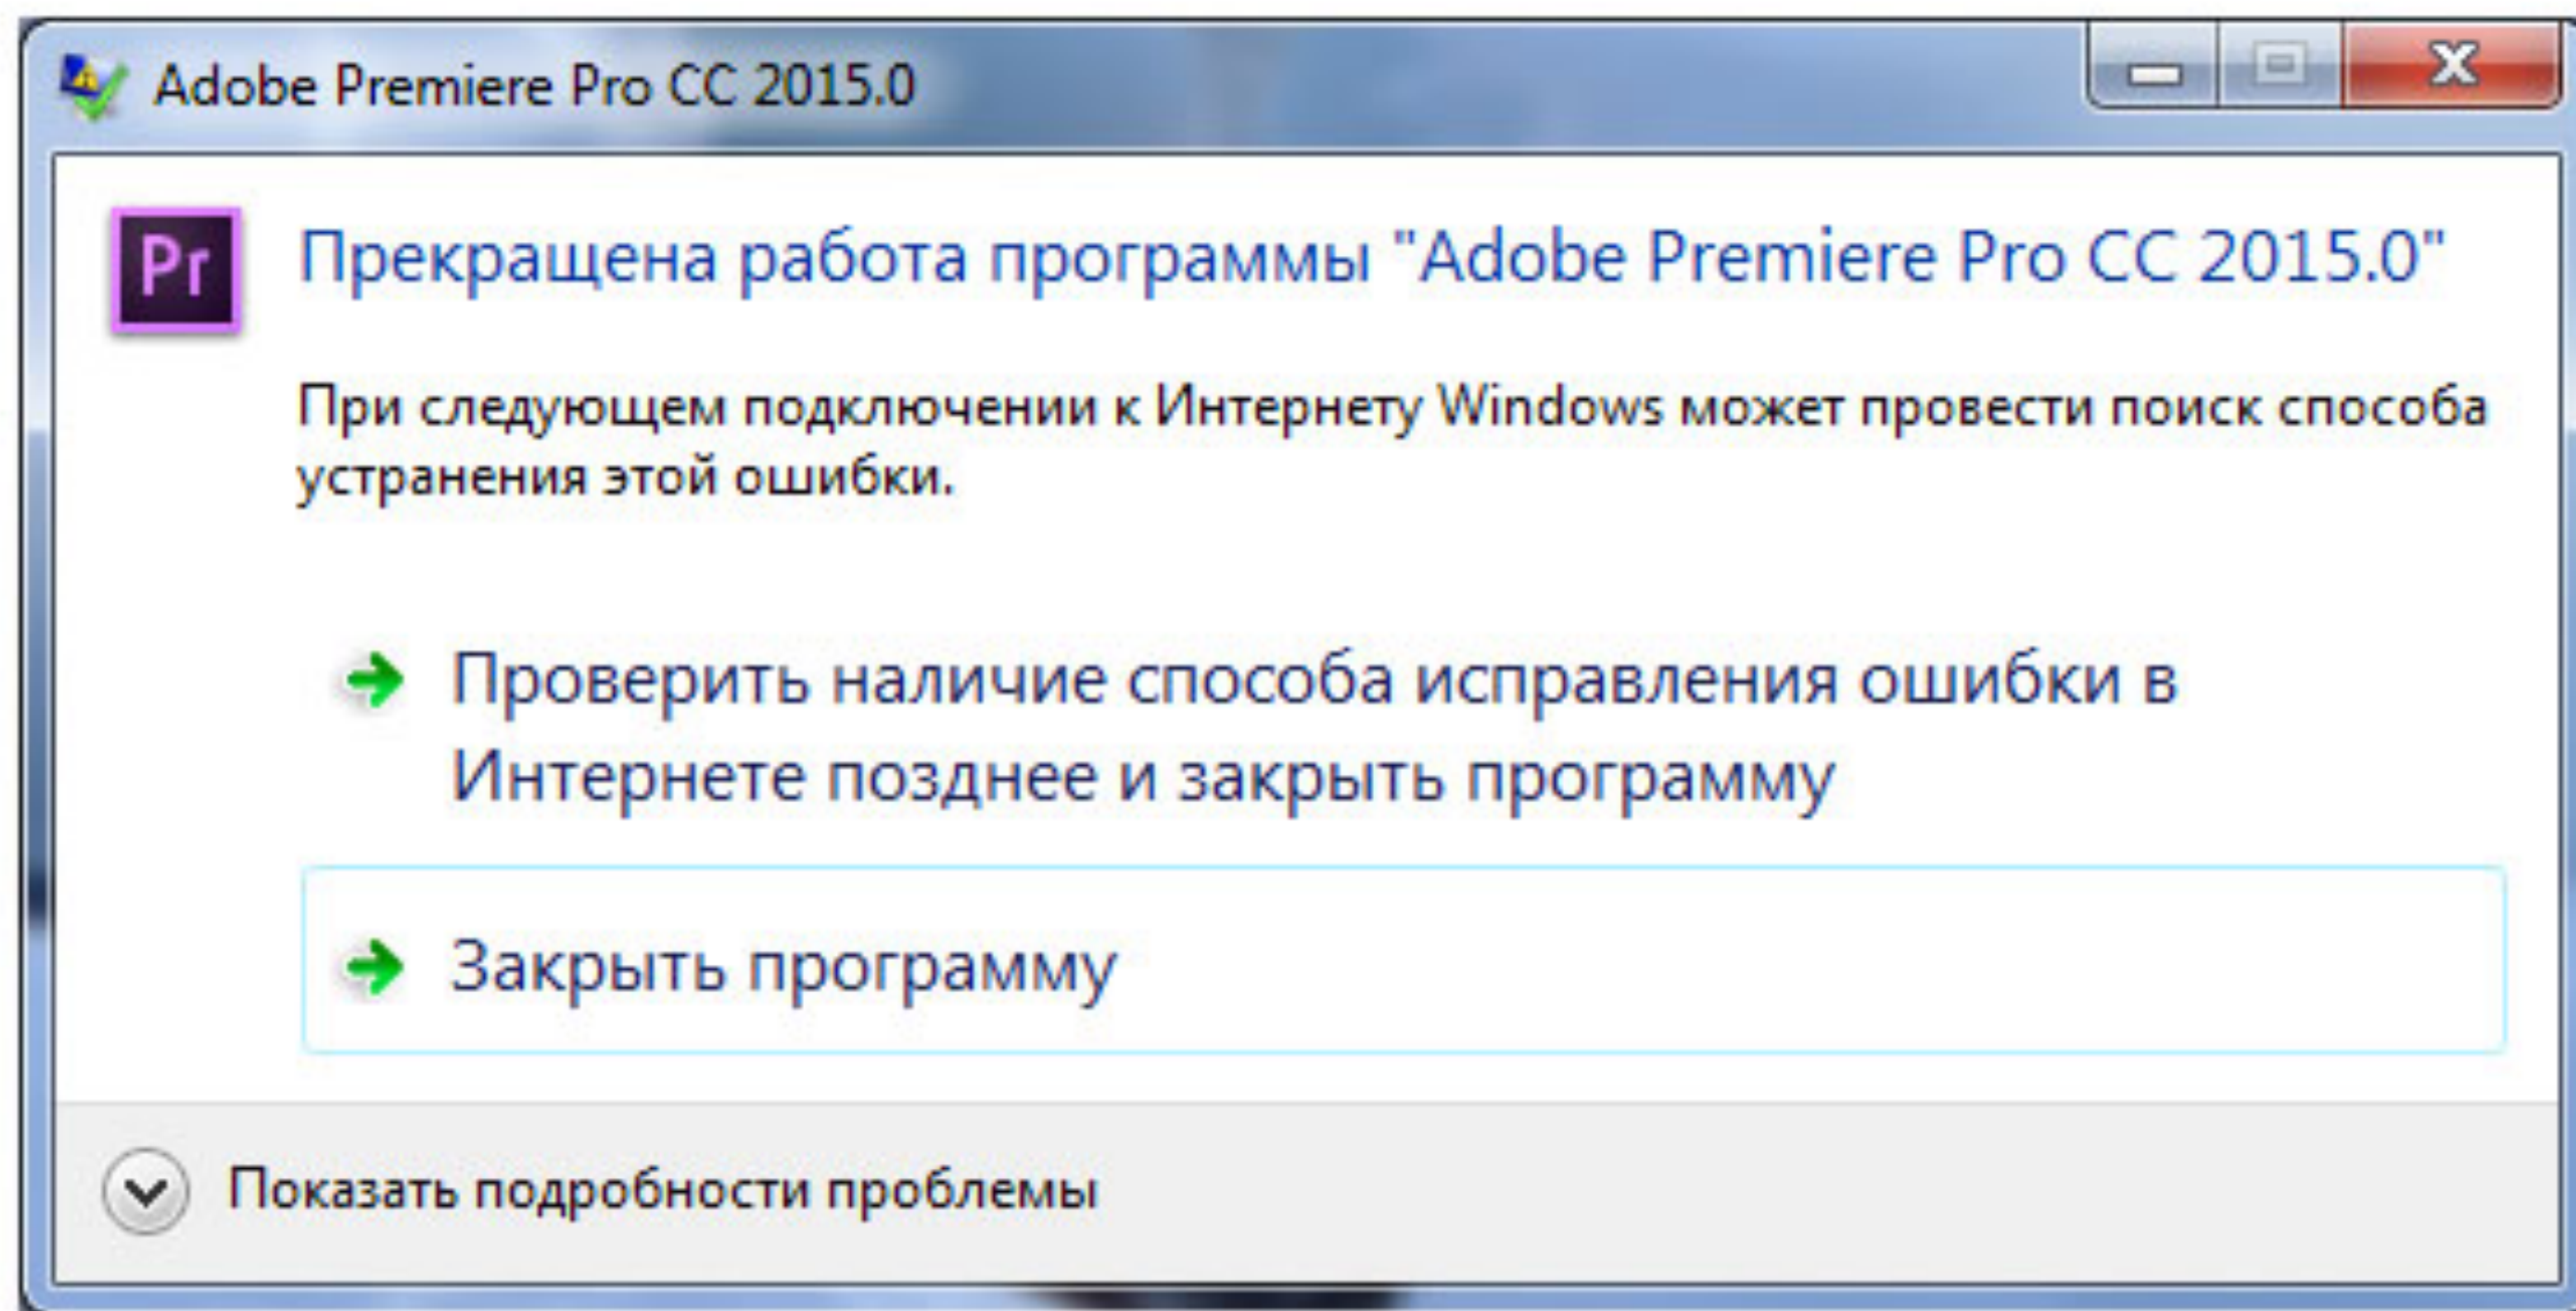 Adobe Premiere Pro CC 2015.0
Pr
Прекращена работа программы "Adobe Premiere Pro CC 2015.0"
При следующем подключении к Интернету Windows может провести поиск способа
устранения этой ошибки.
Проверить наличие способа исправления ошибки в
Интернете позднее и закрыть программу
Закрыть программу
Показать подробности проблемы